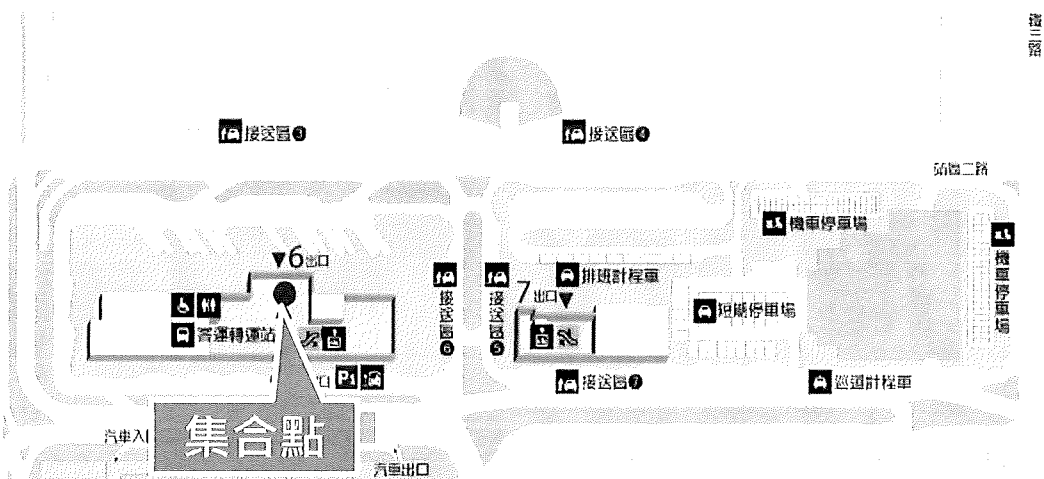 接送區❸
接送區❹
站區二路
機車停車場
機車停車場
▼6出口
接送區❻
接送區❺
排班計程車
7出口▼
客運轉運站
短時停車場
口 P1
接送區❼
巡迴計程車
集合點
汽車入
汽車出口